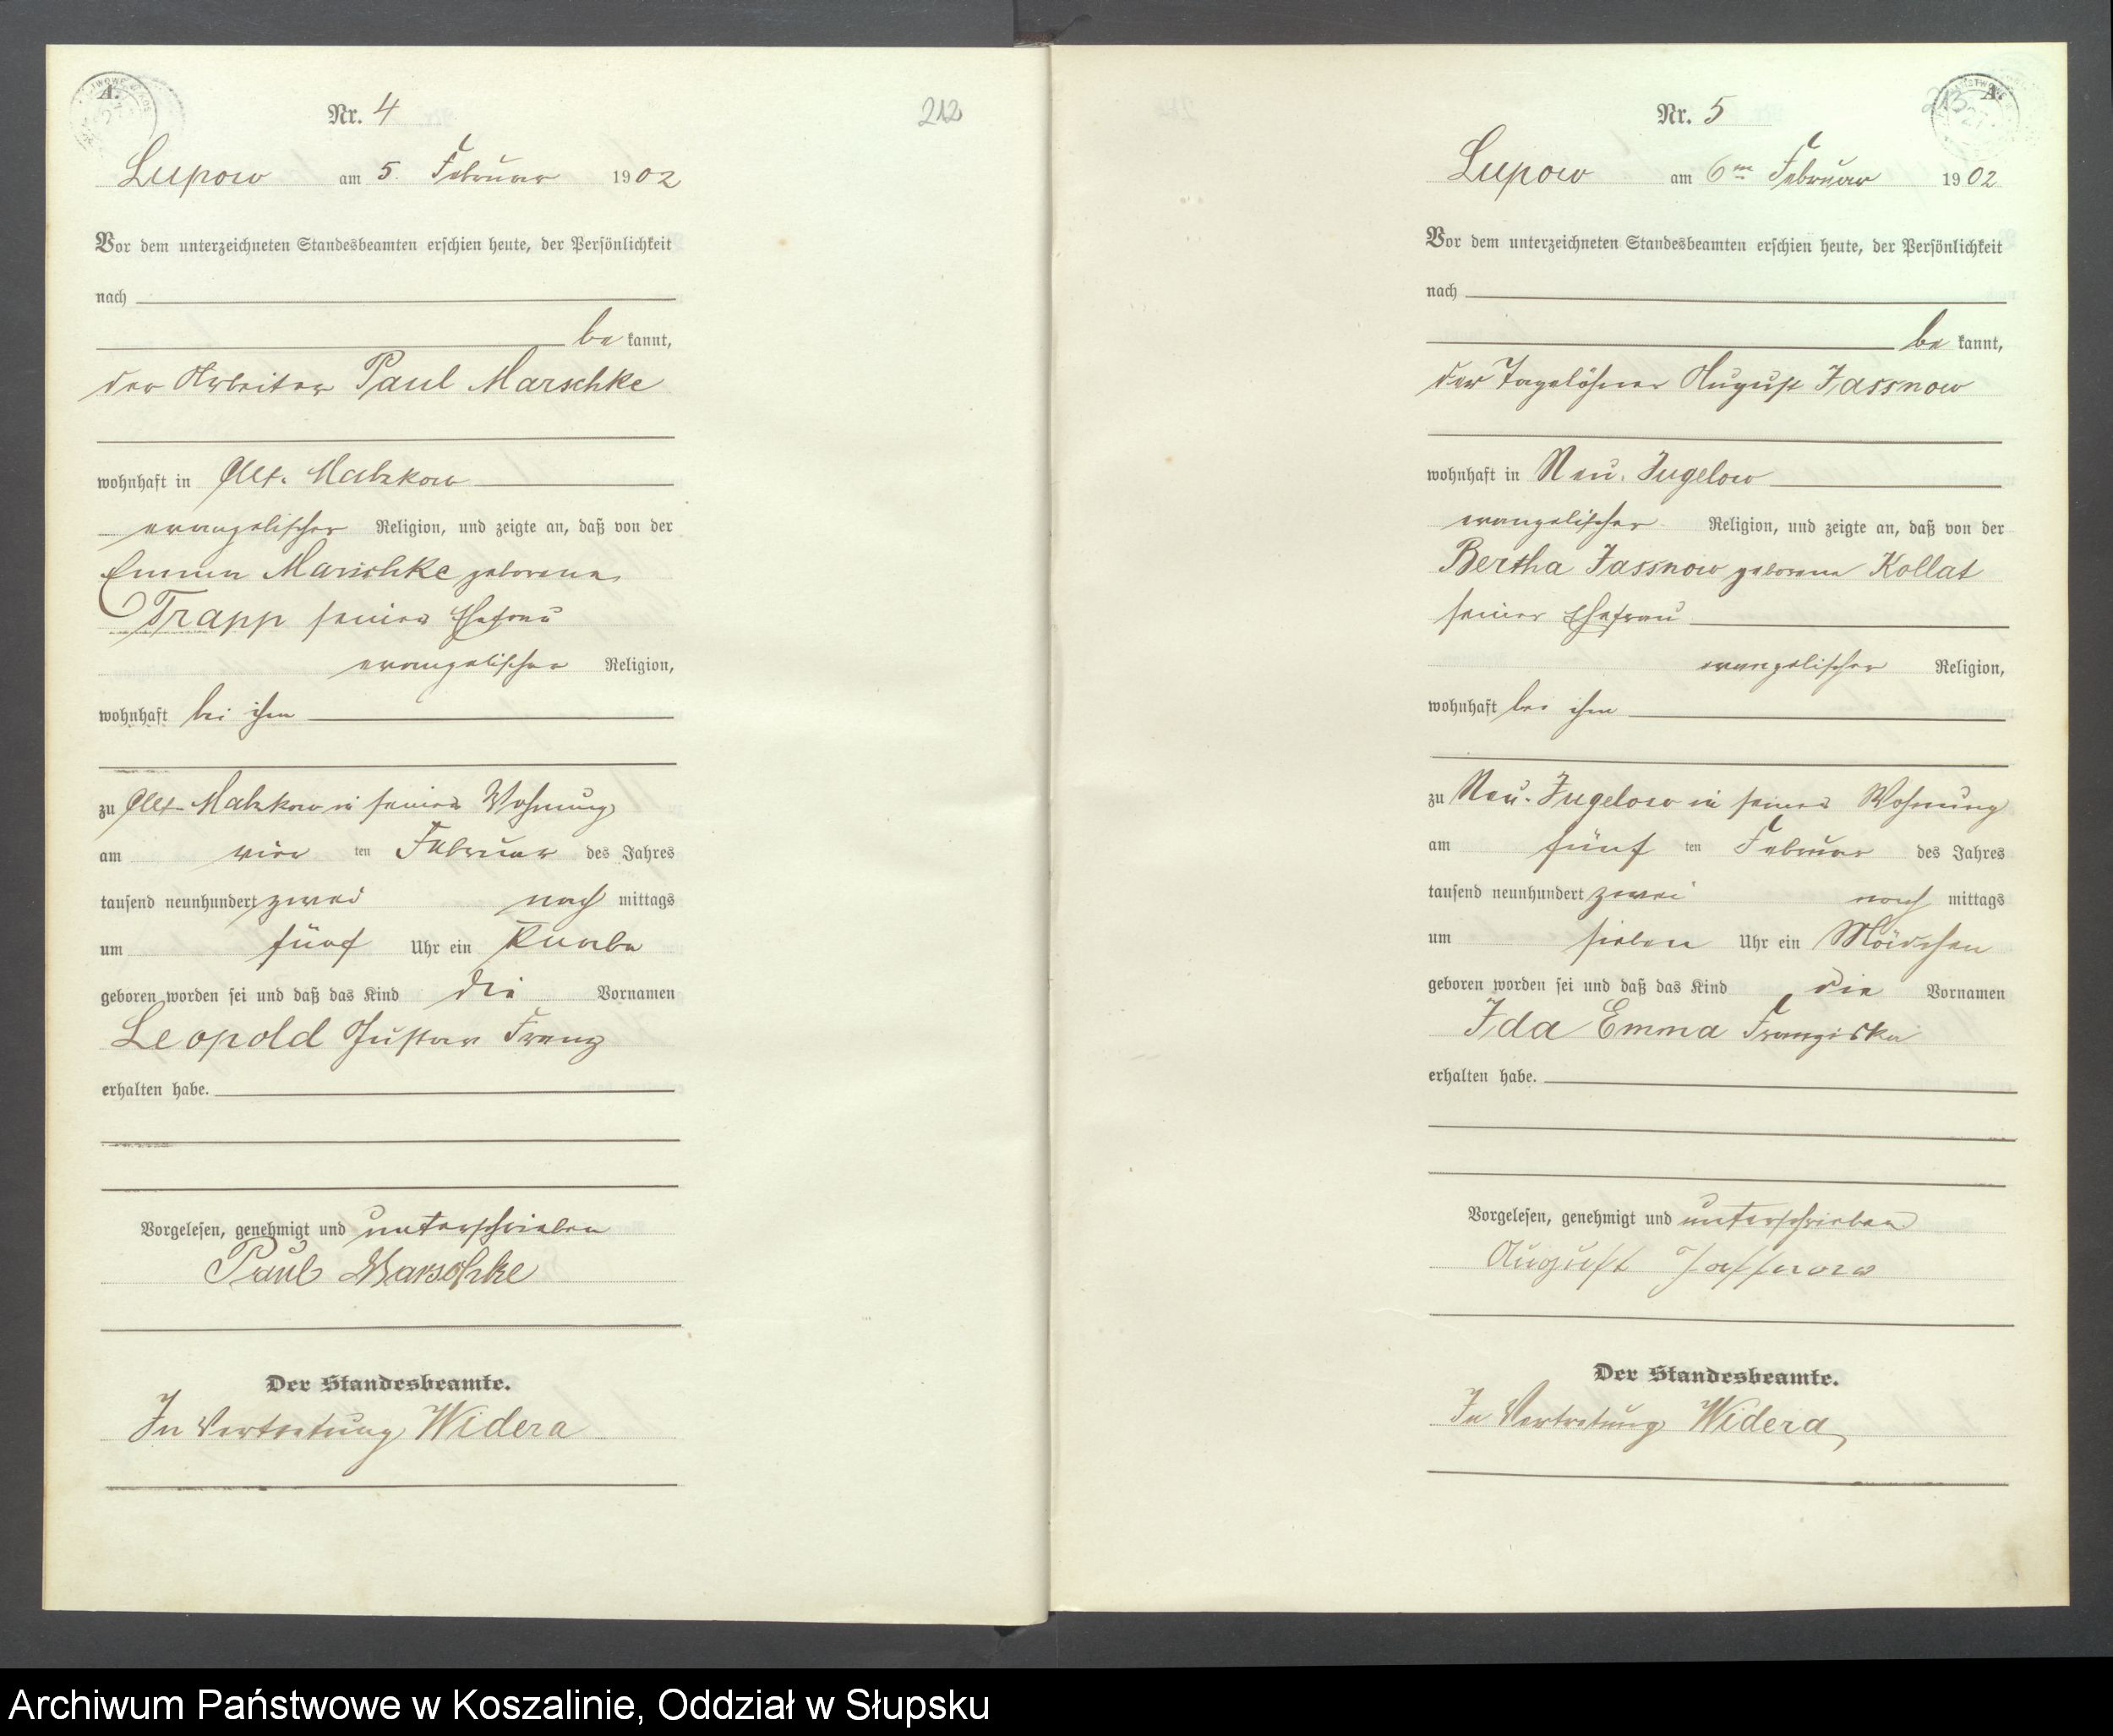 A.
Nr. 4
212
Lupow am 5. Februar 1902
Vor dem unterzeichneten Standesbeamten erschien heute, der Persönlichkeit
nach
be kannt,
der Arbeiter Paul Marschke
wohnhaft in Alt-Malzkow
evangelischer Religion, und zeigte an, daß von der
Emma Marschke geborene
Trapp seiner Ehefrau
evangelischer Religion,
wohnhaft bei ihm
zu Alt-Malzkow in seiner Wohnung
am vier ten Februar des Jahres
tausend neunhundert zwei nach mittags
um fünf Uhr ein Knabe
geboren worden sei und daß das Kind die Vornamen
Leopold Gustav Franz
erhalten habe.
Vorgelesen, genehmigt und unterschrieben
Paul Marschke
Der Standesbeamte.
In Vertretung Widera
A.
213
Nr. 5
Lupow am 6ten Februar 1902
Vor dem unterzeichneten Standesbeamten erschien heute, der Persönlichkeit
nach
be kannt,
der Tagelöhner August Jassnow
wohnhaft in Neu-Jugelow
evangelischer Religion, und zeigte an, daß von der
Bertha Jassnow geborene Kollat
seiner Ehefrau
evangelischer Religion,
wohnhaft bei ihm
zu Neu-Jugelow in seiner Wohnung
am fünf ten Februar des Jahres
tausend neunhundert zwei nach mittags
um sieben Uhr ein Mädchen
geboren worden sei und daß das Kind die Vornamen
Ida Emma Franziska
erhalten habe.
Vorgelesen, genehmigt und unterschrieben
August Jassnow
Der Standesbeamte.
In Vertretung Widera
Archiwum Państwowe w Koszalinie, Oddział w Słupsku